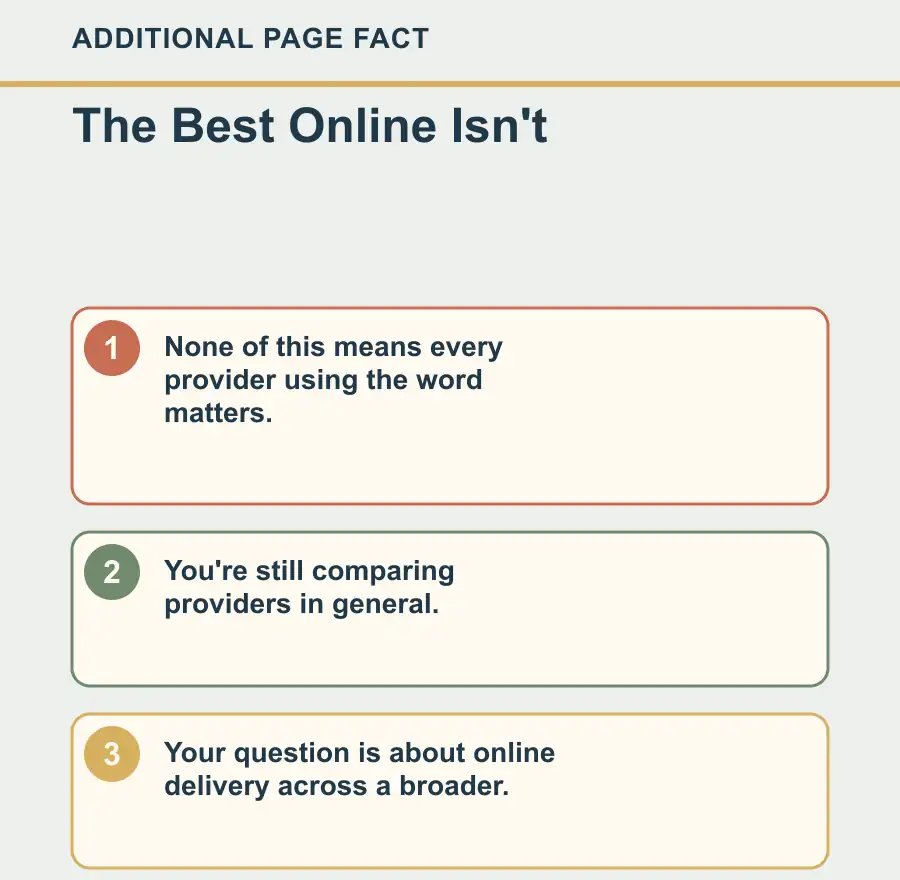 ADDITIONAL PAGE FACT
The Best Online Isn't
1
None of this means every
provider using the word
matters.
2
You're still comparing
providers in general.
3
Your question is about online
delivery across a broader.